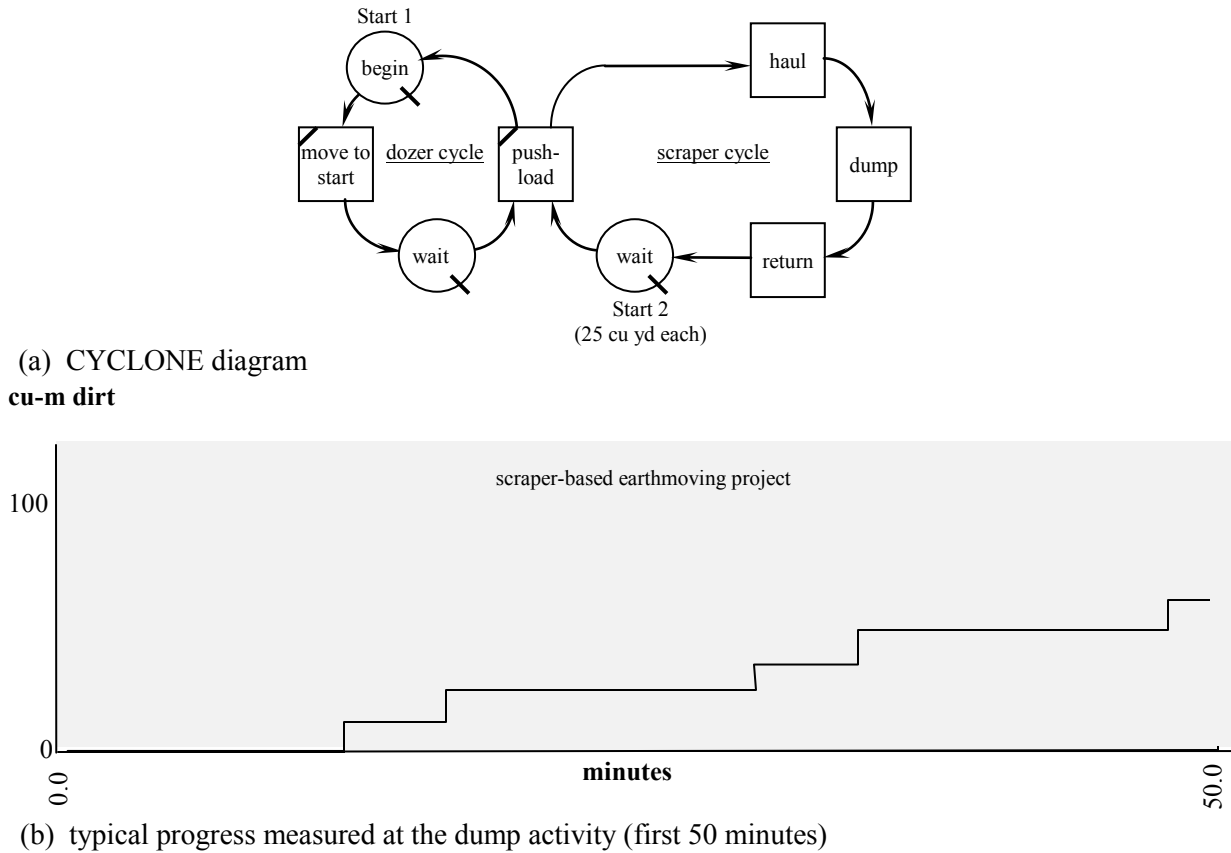 Start 1
begin
haul
move to
start
dozer cycle
push-
load
scraper cycle
dump
wait
wait
return
Start 2
(25 cu yd each)
(a) CYCLONE diagram
cu-m dirt
scraper-based earthmoving project
100
0
0.0
minutes
50.0
(b) typical progress measured at the dump activity (first 50 minutes)